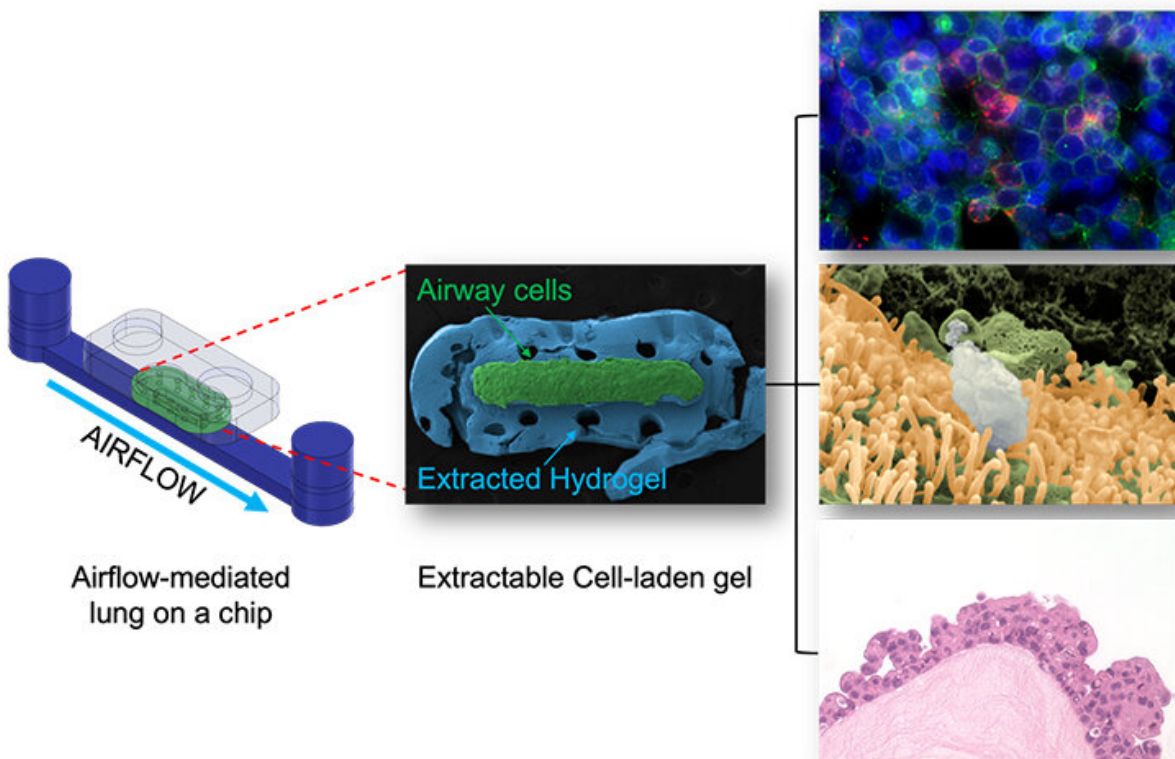 AIRFLOW
Airflow-mediated
lung on a chip
Airway cells
Extracted Hydrogel
Extractable Cell-laden gel